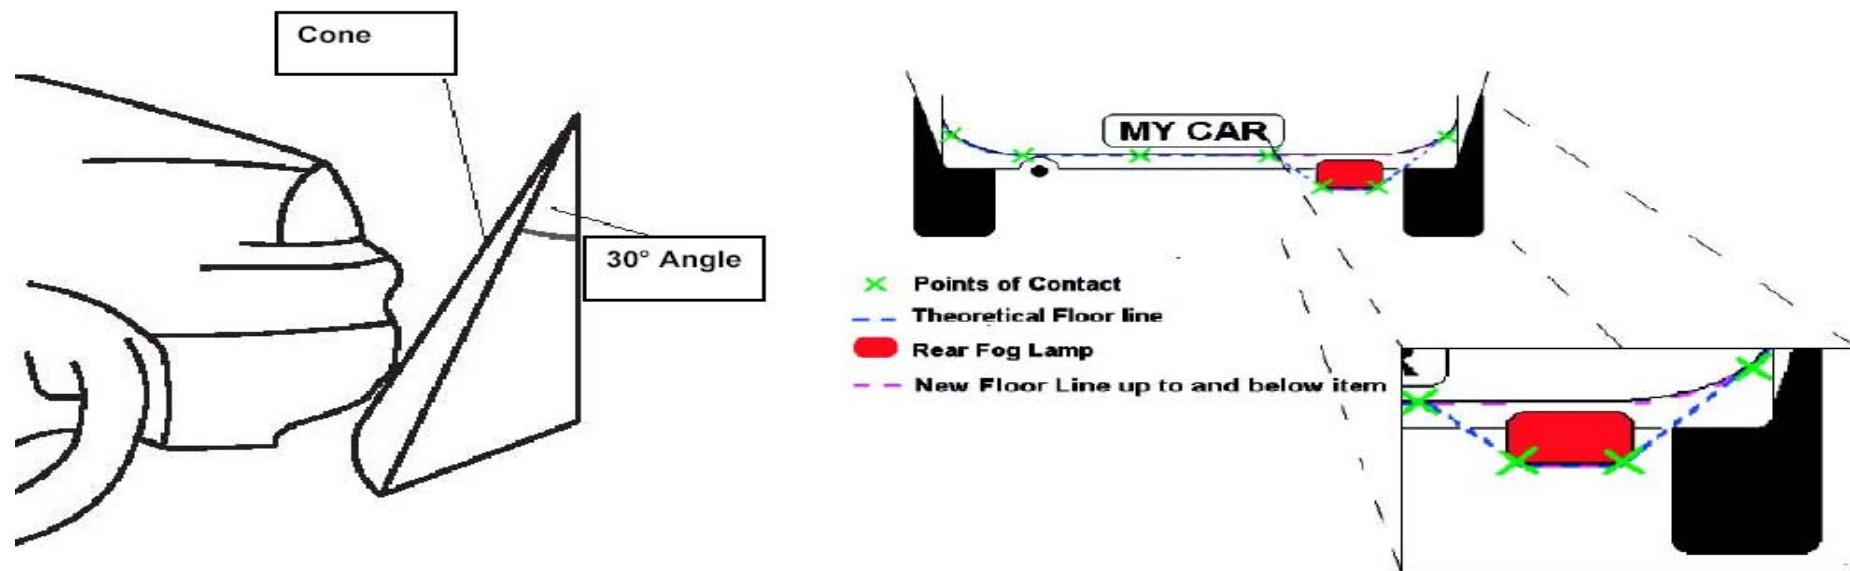 Cone
30° Angle
MY CAR
Points of Contact
Theoretical Floor line
Rear Fog Lamp
New Floor Line up to and below item